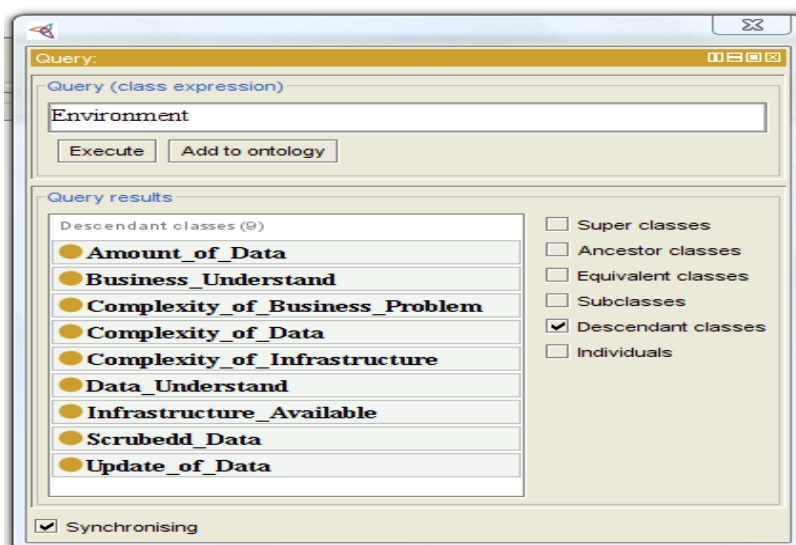 Query:
Query (class expression)
Environment
Execute Add to ontology
Query results
Descendant classes (9)
Amount_of_Data
Business_Understand
Complexity_of_Business_Problem
Complexity_of_Data
Complexity_of_Infrastructure
Data_Understand
Infrastructure_Available
Scrubedd_Data
Update_of_Data
Super classes
Ancestor classes
Equivalent classes
Subclasses
Descendant classes
Individuals
Synchronising